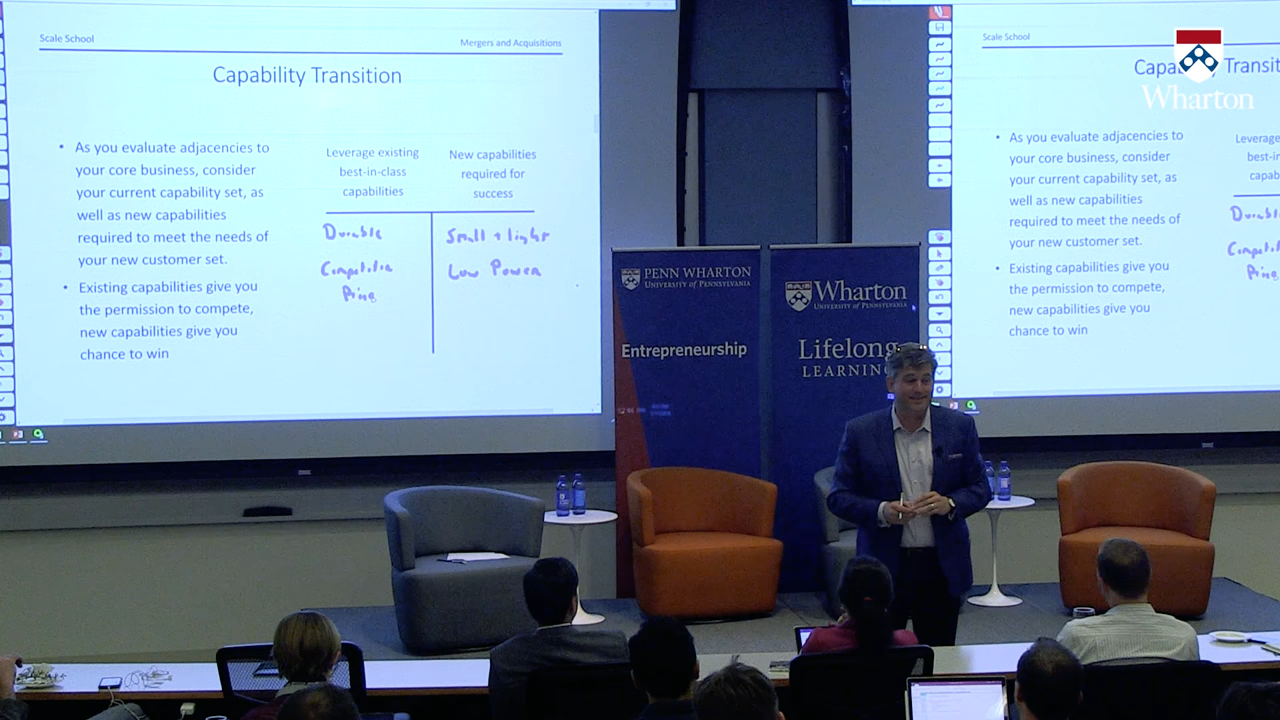 Scale School
Mergers and Acquisitions
Capability Transition
• As you evaluate adjacencies to
your core business, consider
your current capability set, as
well as new capabilities
required to meet the needs of
your new customer set.
• Existing capabilities give you
the permission to compete,
new capabilities give you
chance to win
Leverage existing
best-in-class
capabilities
New capabilities
required for
success
Durable
Small + light
Low Power
Scale School
Wharton
• As you evaluate adjacencies to
your core business, consider
your current capability set, as
well as new capabilities
required to meet the needs of
your new customer set.
• Existing capabilities give you
the permission to compete,
new capabilities give you
chance to win
Leverage
best-in
capab
PENN WHARTON
UNIVERSITY of PENNSYLVANIA
Entrepreneurship
Wharton
UNIVERSITY of PENNSYLVANIA
Lifelong
LEARNING